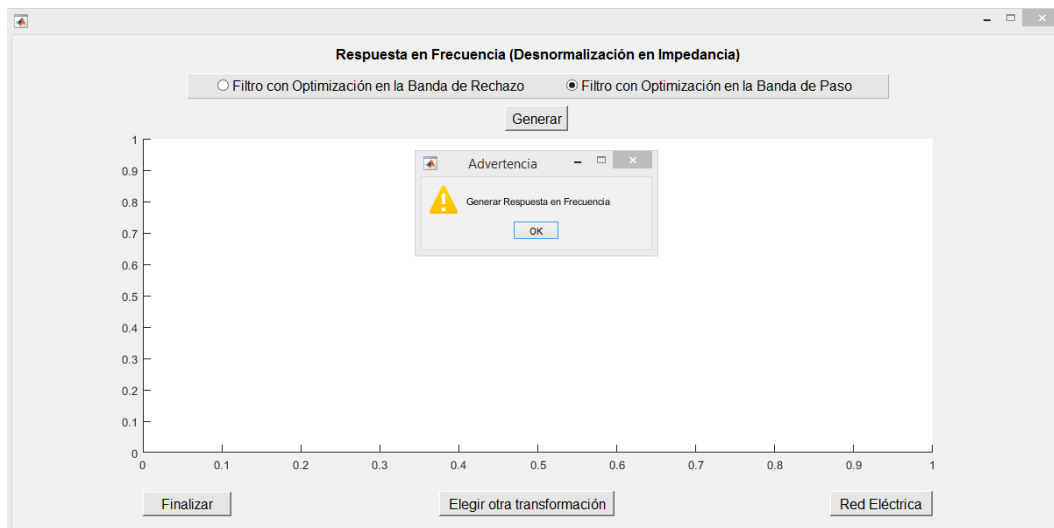 Respuesta en Frecuencia (Desnormalización en Impedancia)
Filtro con Optimización en la Banda de Rechazo Filtro con Optimización en la Banda de Paso
Generar
Advertencia
Generar Respuesta en Frecuencia
OK
1
0.9
0.8
0.7
0.6
0.5
0.4
0.3
0.2
0.1
0
0 0.1 0.2 0.3 0.4 0.5 0.6 0.7 0.8 0.9 1
Finalizar Elegir otra transformación Red Eléctrica